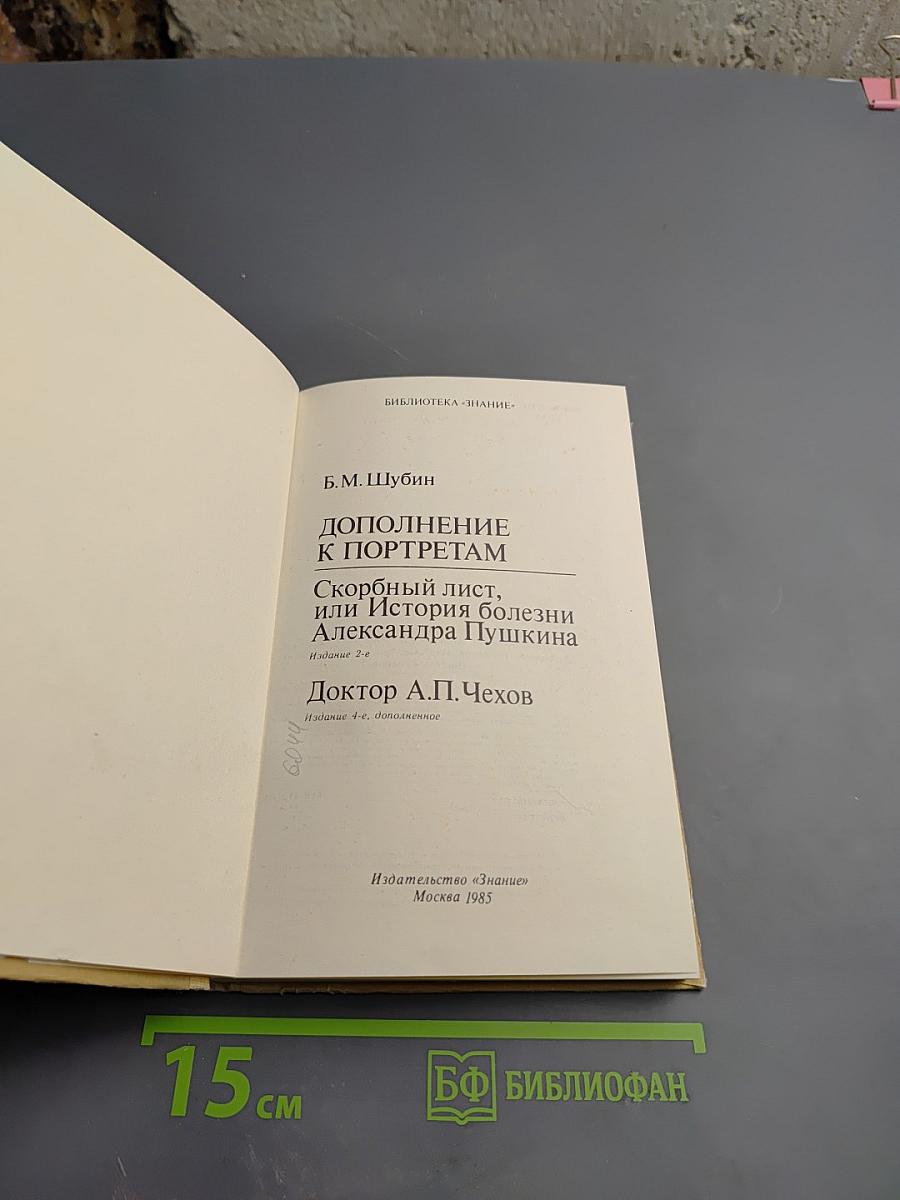 БИБЛИОТЕКА «ЗНАНИЕ»
Б. М. Шубин
ДОПОЛНЕНИЕ
К ПОРТРЕТАМ
Скорбный лист,
или История болезни
Александра Пушкина
Издание 2-е
Доктор А.П.Чехов
Издание 4-е, дополненное
6044
Издательство «Знание»
Москва 1985
15 см
БФ БИБЛИОФАН